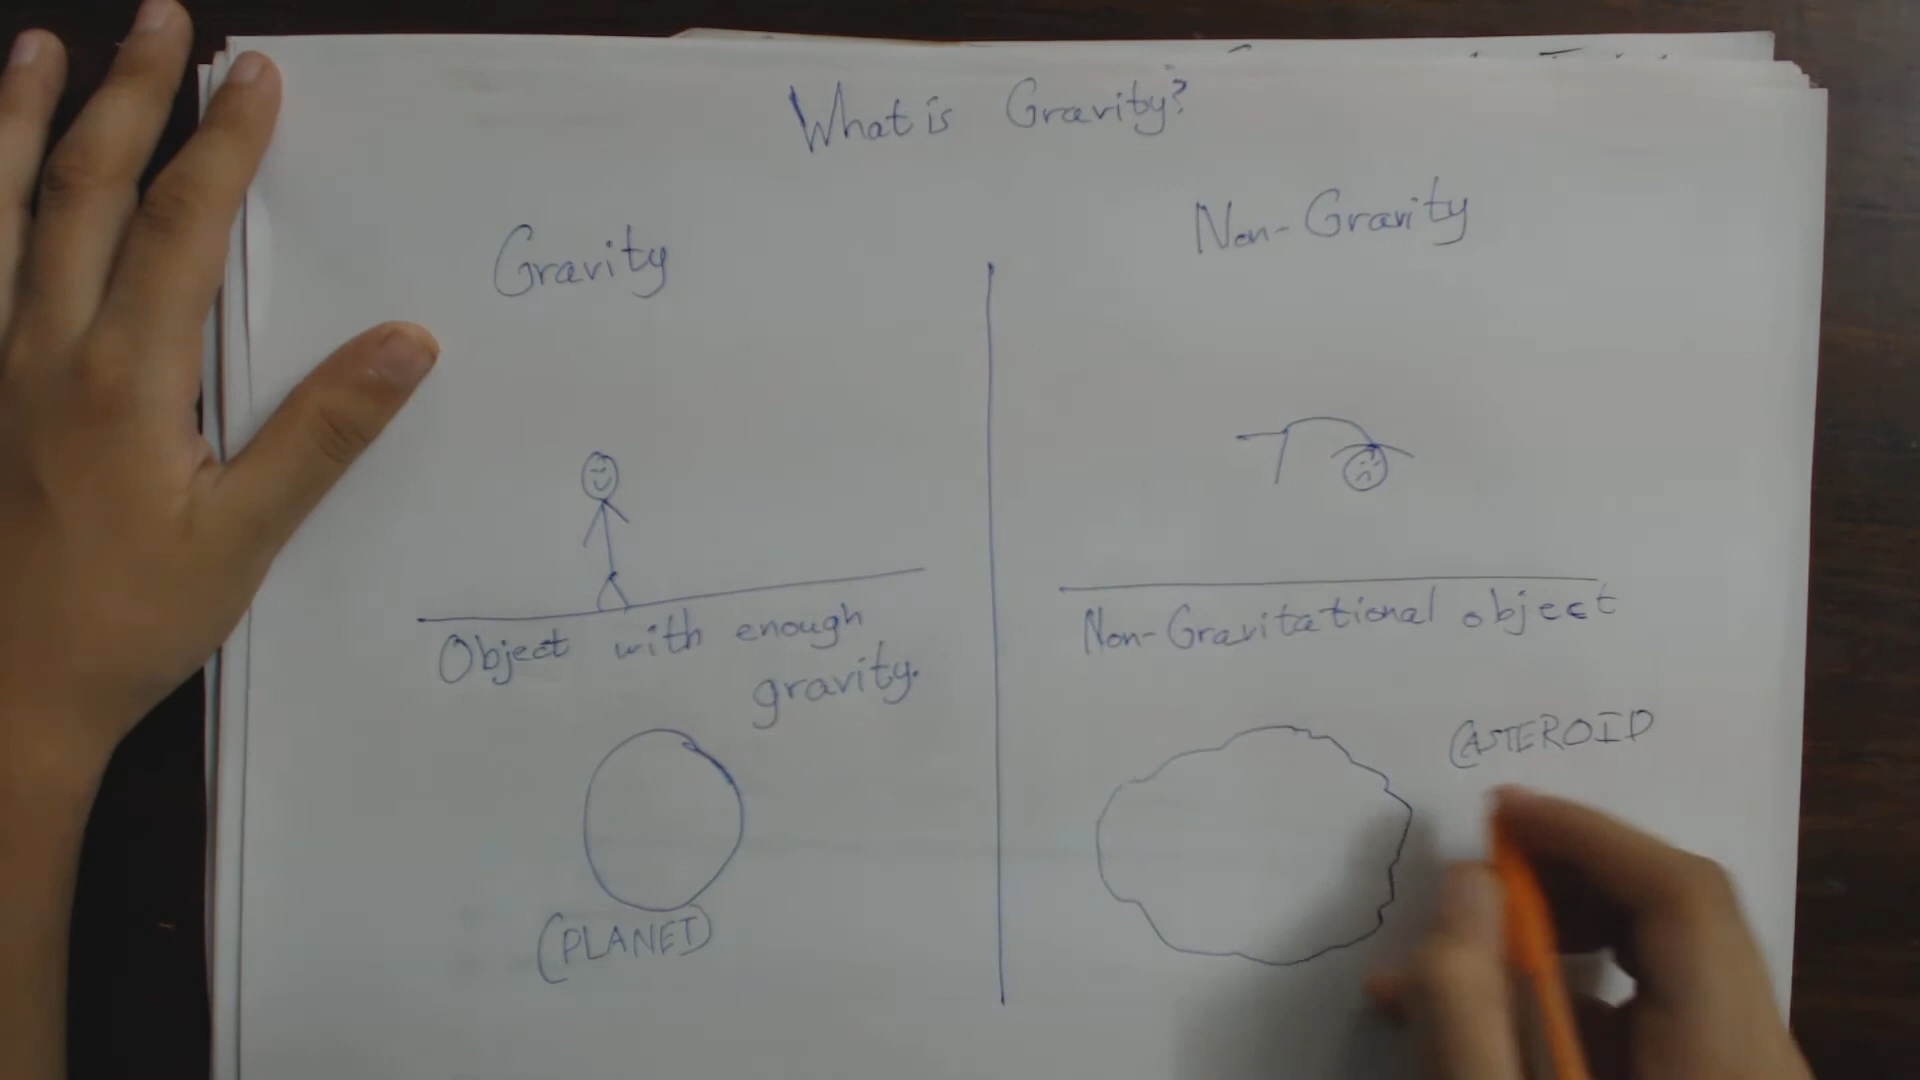 What is Gravity?
Gravity
Non-Gravity
Object with enough
gravity.
Non-Gravitational object
(PLANET)
(ASTEROID